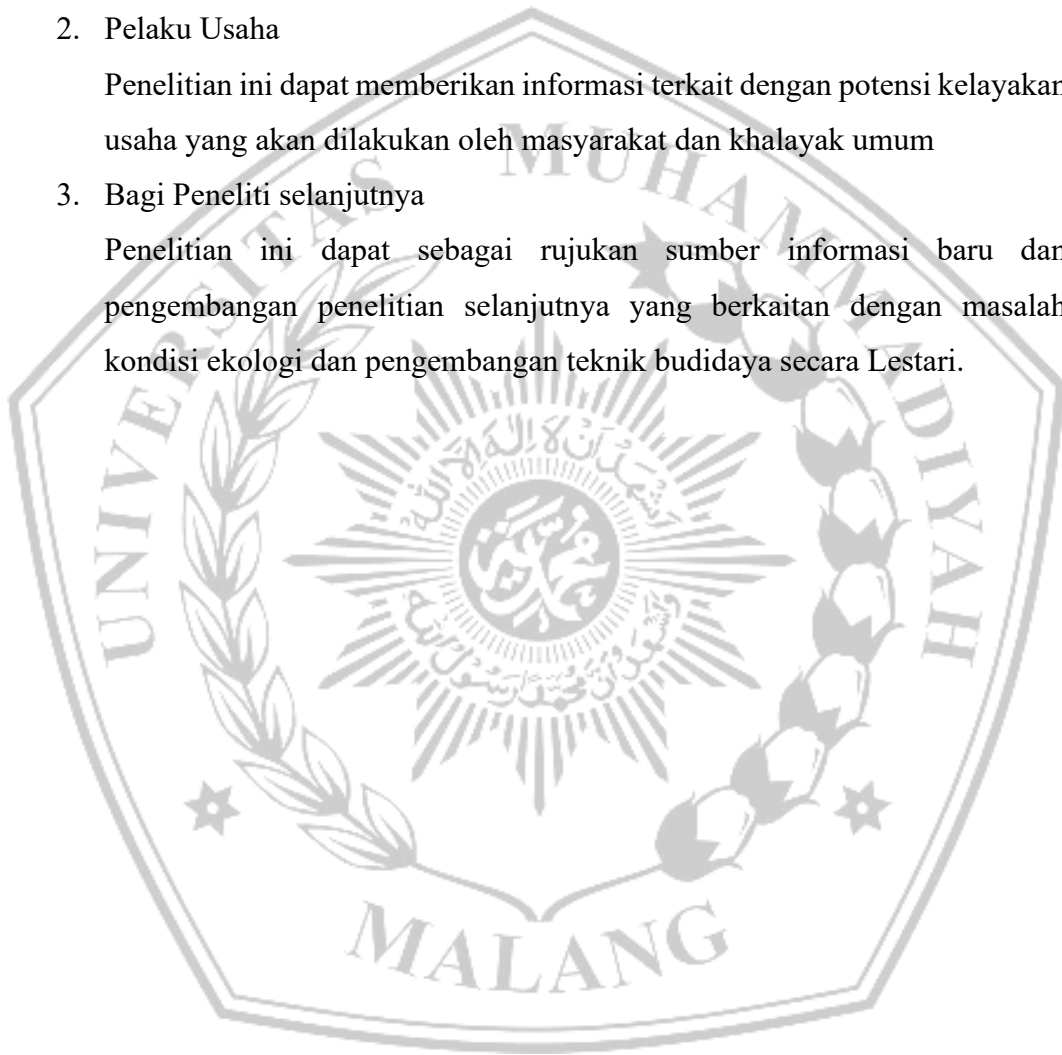 2. Pelaku Usaha
Penelitian ini dapat memberikan informasi terkait dengan potensi kelayakan
usaha yang akan dilakukan oleh masyarakat dan khalayak umum
3. Bagi Peneliti selanjutnya
Penelitian ini dapat sebagai rujukan sumber informasi baru dan
pengembangan penelitian selanjutnya yang berkaitan dengan masalah
kondisi ekologi dan pengembangan teknik budidaya secara Lestari.
UNIVERSITAS MUHAMMADIYAH
MALANG